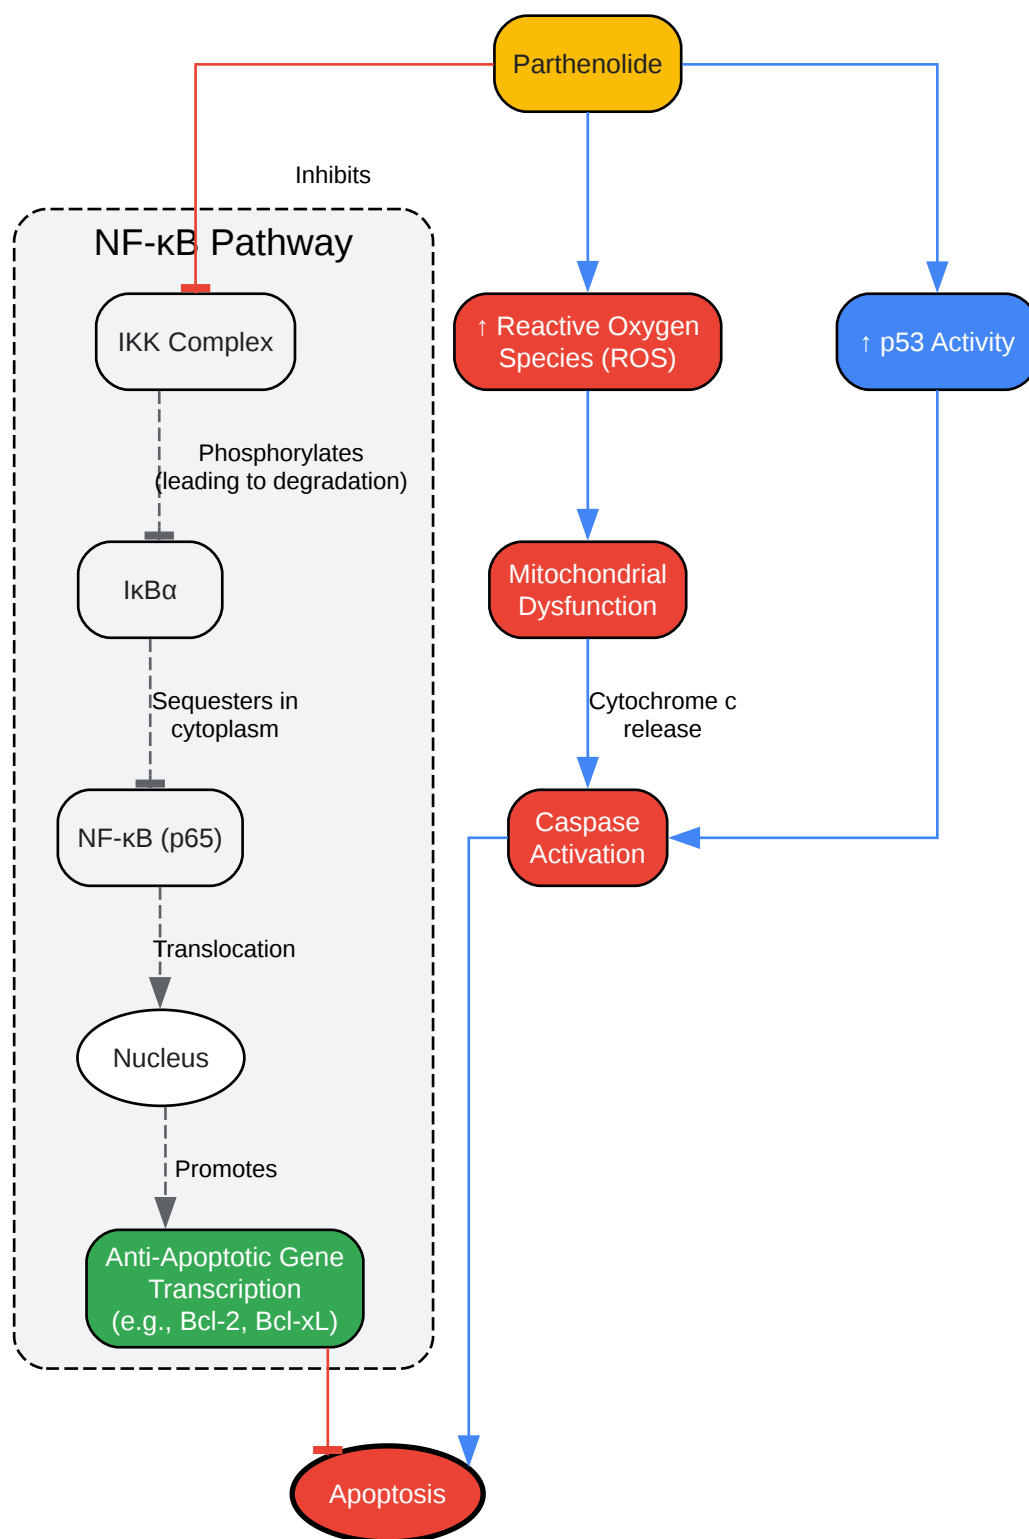 Parthenolide
Inhibits
NF-κB Pathway
IKK Complex
↑ Reactive Oxygen
Species (ROS)
↑ p53 Activity
Phosphorylates
(leading to degradation)
IκBα
Mitochondrial
Dysfunction
Sequesters in
cytoplasm
Cytochrome c
release
NF-κB (p65)
Caspase
Activation
Translocation
Nucleus
Promotes
Anti-Apoptotic Gene
Transcription
(e.g., Bcl-2, Bcl-xL)
Apoptosis